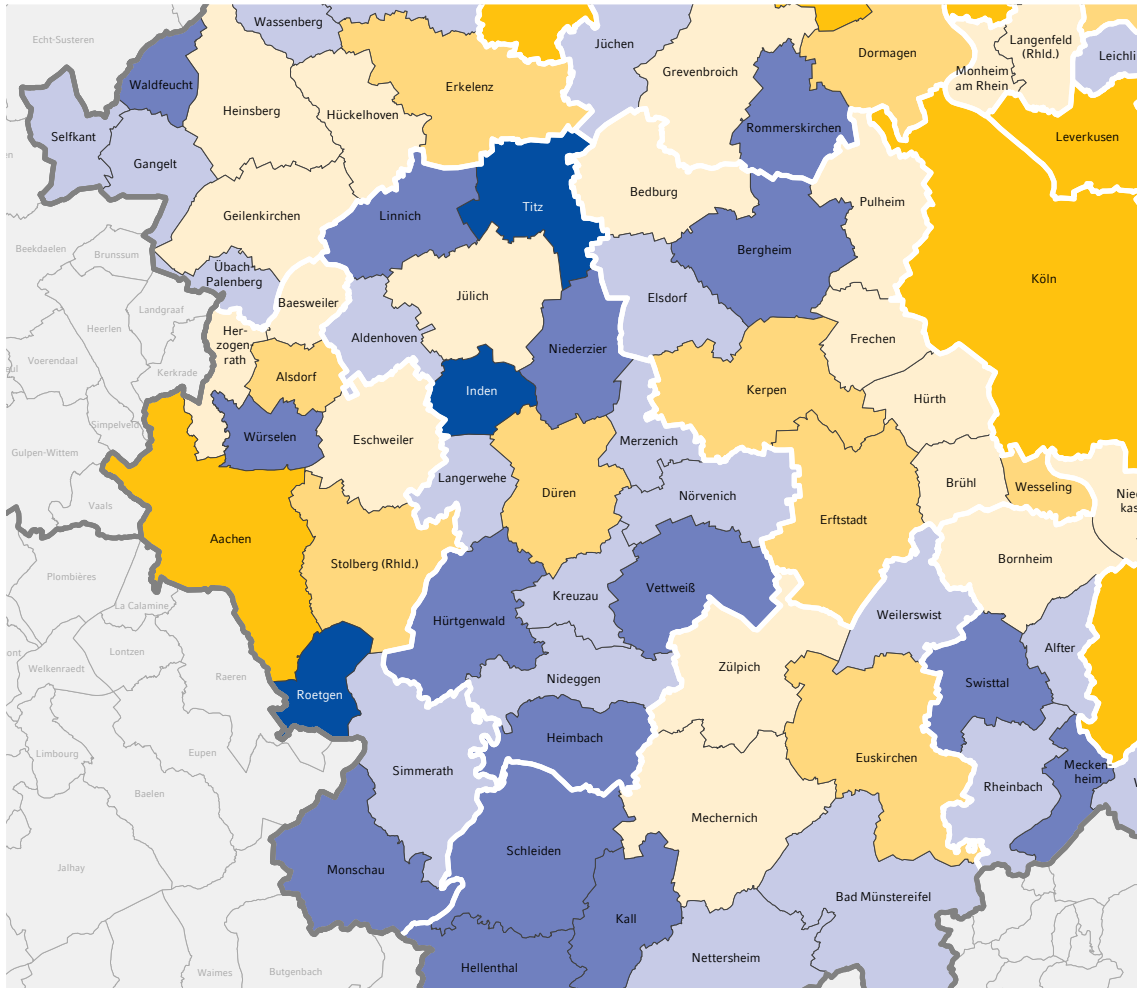 Echt-Susteren
Wassenberg
Jüchen
Dormagen
Langenfeld
(Rhld.)
Leichli
Monheim
am Rhein
Grevenbroich
Waldfeucht
Erkelenz
Heinsberg
Hückelhoven
Rommerskirchen
Leverkusen
Selfkant
Gangelt
en
Bedburg
Pulheim
Titz
Linnich
Geilenkirchen
Beekdaelen
Brunssum
Bergheim
Köln
Übach-
Palenberg
Elsdorf
Jülich
Baesweiler
Landgraaf
Heerlen
Her-
zogen-
rath
Aldenhoven
Frechen
Niederzier
Voerendaal
eul
Kerkrade
Alsdorf
Inden
Kerpen
Hürth
Simpelveld
Würselen
Eschweiler
Merzenich
Gulpen-Wittem
Langerwehe
Düren
Nörvenich
Brühl
Wesseling
Nied
kas
Vaals
Erftstadt
Aachen
Stolberg (Rhld.)
Bornheim
Plombières
Vettweiß
Kreuzau
La Calamine
Weilerswist
Hürtgenwald
Lontzen
Alfter
ont
Welkenraedt
Zülpich
Raeren
Nideggen
Swisttal
Roetgen
Heimbach
Limbourg
Eupen
Euskirchen
Simmerath
Mecken-
heim
Rheinbach
W
Baelen
Mechernich
Schleiden
Jalhay
Monschau
Bad Münstereifel
Kall
Nettersheim
Hellenthal
Waimes
Butgenbach